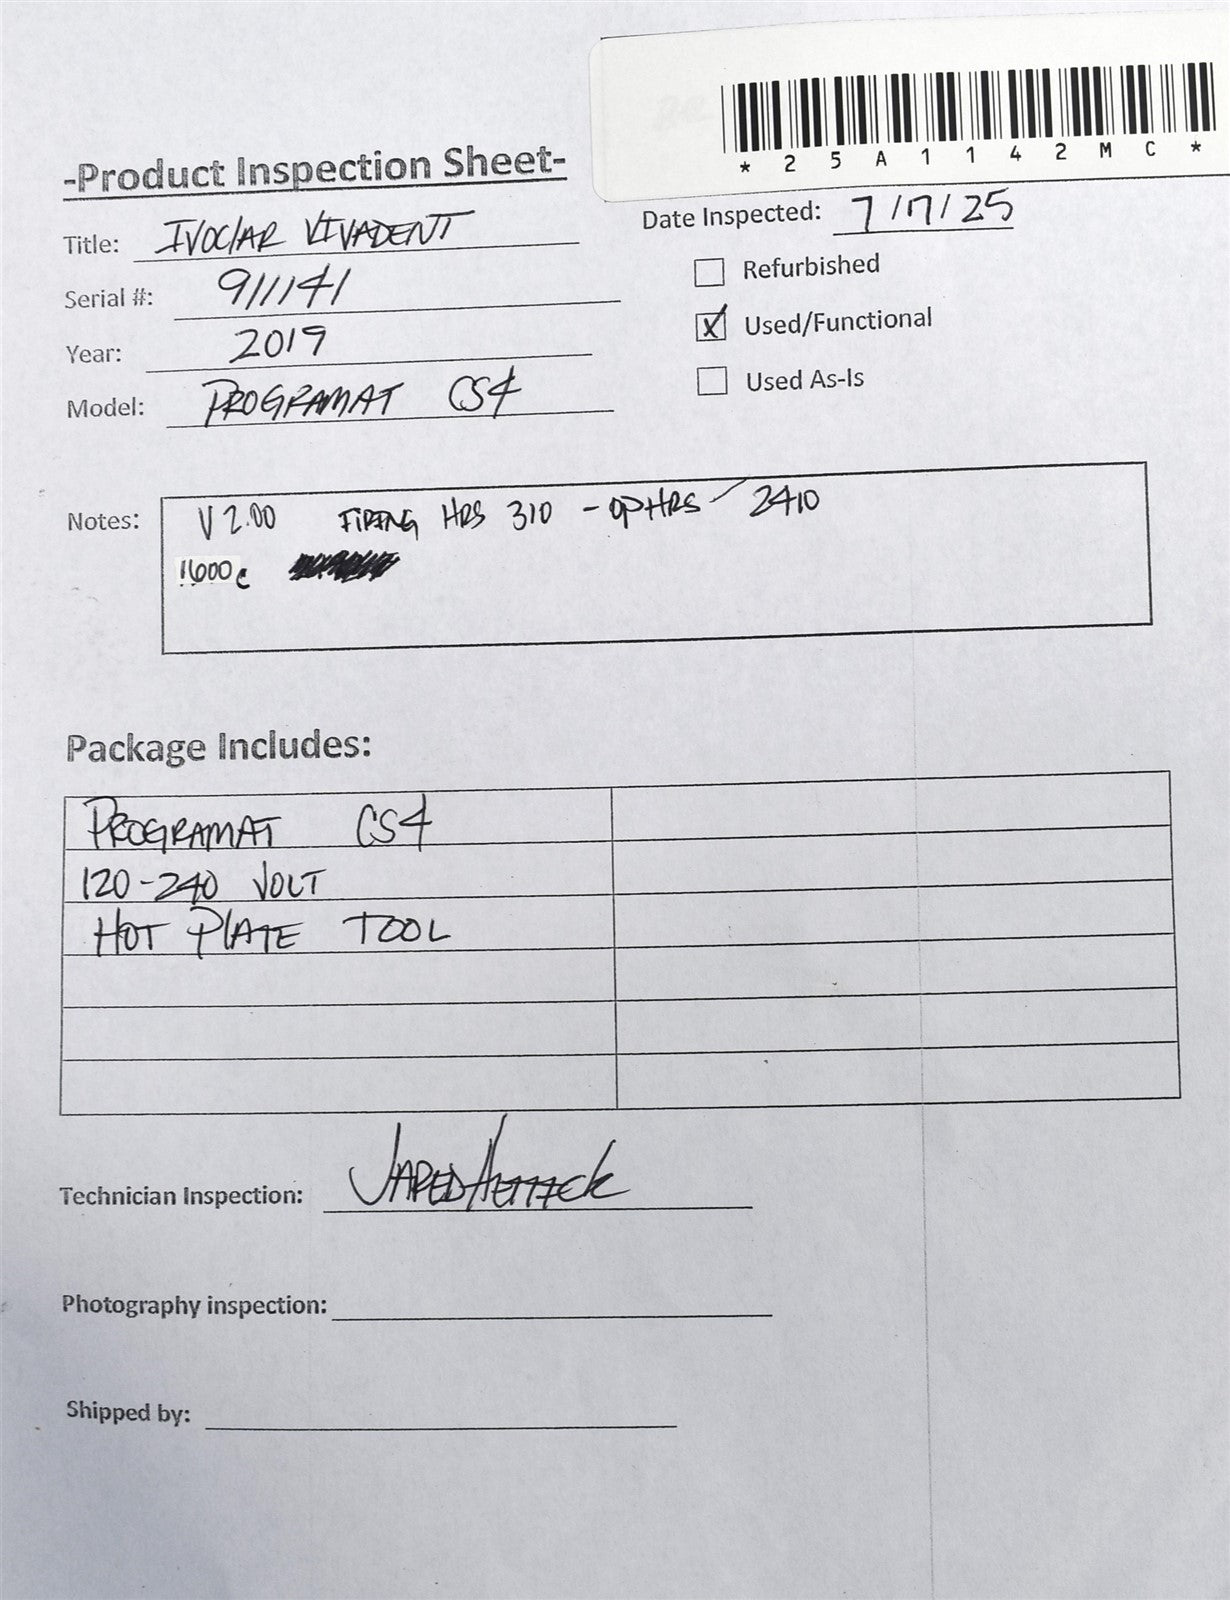 *25A1142MC*
-Product Inspection Sheet-
Date Inspected: 7/17/25
Title: IVOCLAR VIVADENT
Refurbished
Serial #: 911141
X Used/Functional
Year: 2019
Used As-Is
Model: PROGRAMAT CS4
Notes: V 2.00 FIRING HRS 310 - OP HRS - 2410
1600 c
Package Includes:
PROGRAMAT CS4
120-240 VOLT
HOT PLATE TOOL
Technician Inspection: JARED
Photography inspection:
Shipped by: